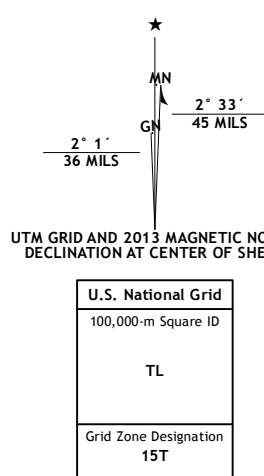 ★
MN
GN
2° 33´
45 MILS
2° 1´
36 MILS
UTM GRID AND 2013 MAGNETIC NO
DECLINATION AT CENTER OF SHE
U.S. National Grid
100,000-m Square ID
TL
Grid Zone Designation
15T